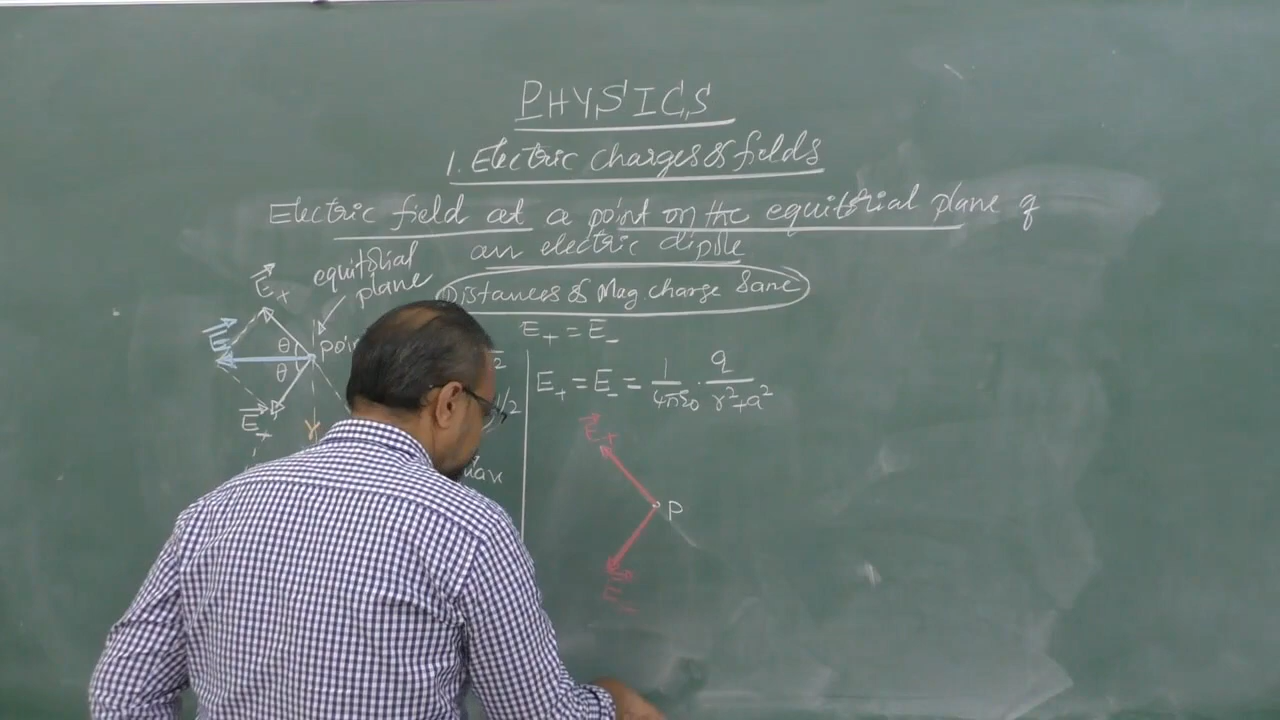 PHYSICS
1. Electric charges & fields
Electric field at a point on the equitorial plane of
an electric dipole
equitorial
plane
Distances & Mag. charge Same
E₊
E
θ
θ
E₊
Y
1/2
E₊ = E₋
E₊ = E₋ = 1/4πε₀ · q/r²+a²
E₊
P
E₋